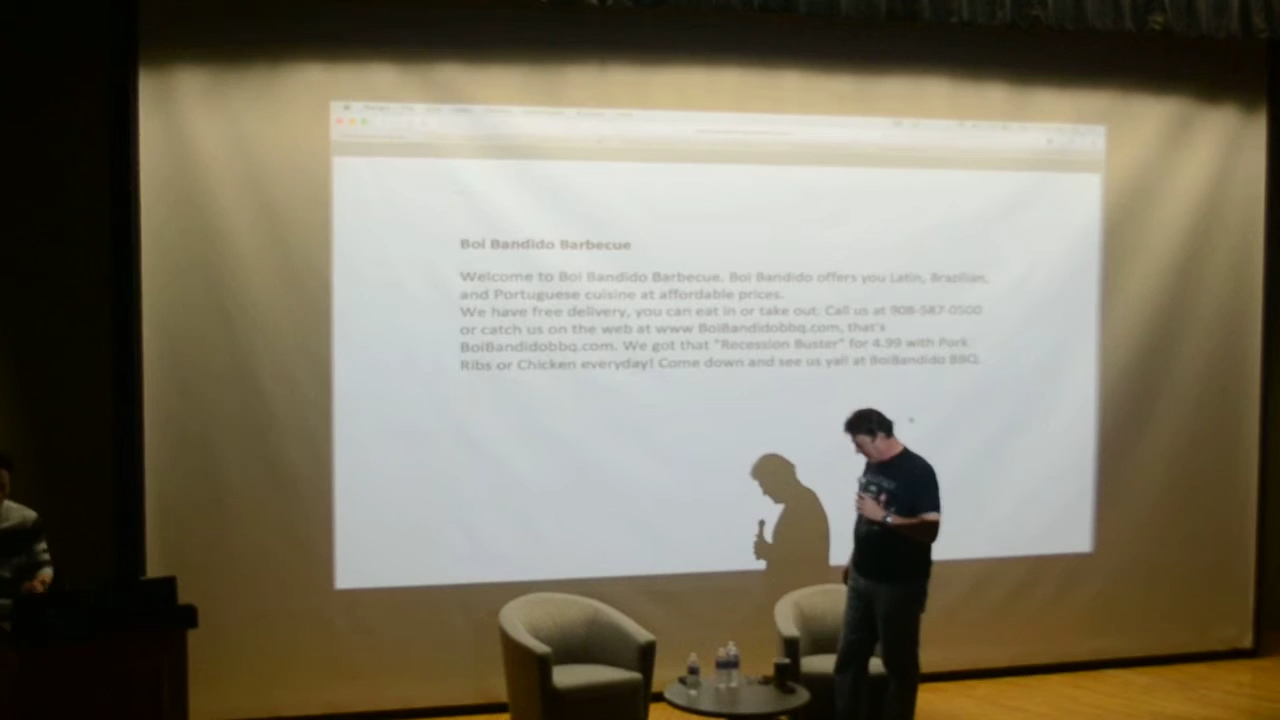 Boi Bandido Barbecue
Welcome to Boi Bandido Barbecue. Boi Bandido offers you Latin, Brazilian,
and Portuguese cuisine at affordable prices.
We have free delivery, you can eat in or take out. Call us at 908-587-0500
or catch us on the web at www BoiBandidobbq.com, that's
BoiBandidobbq.com. We got that "Recession Buster" for 4.99 with Pork
Ribs or Chicken everyday! Come down and see us yall at BoiBandido BBQ.